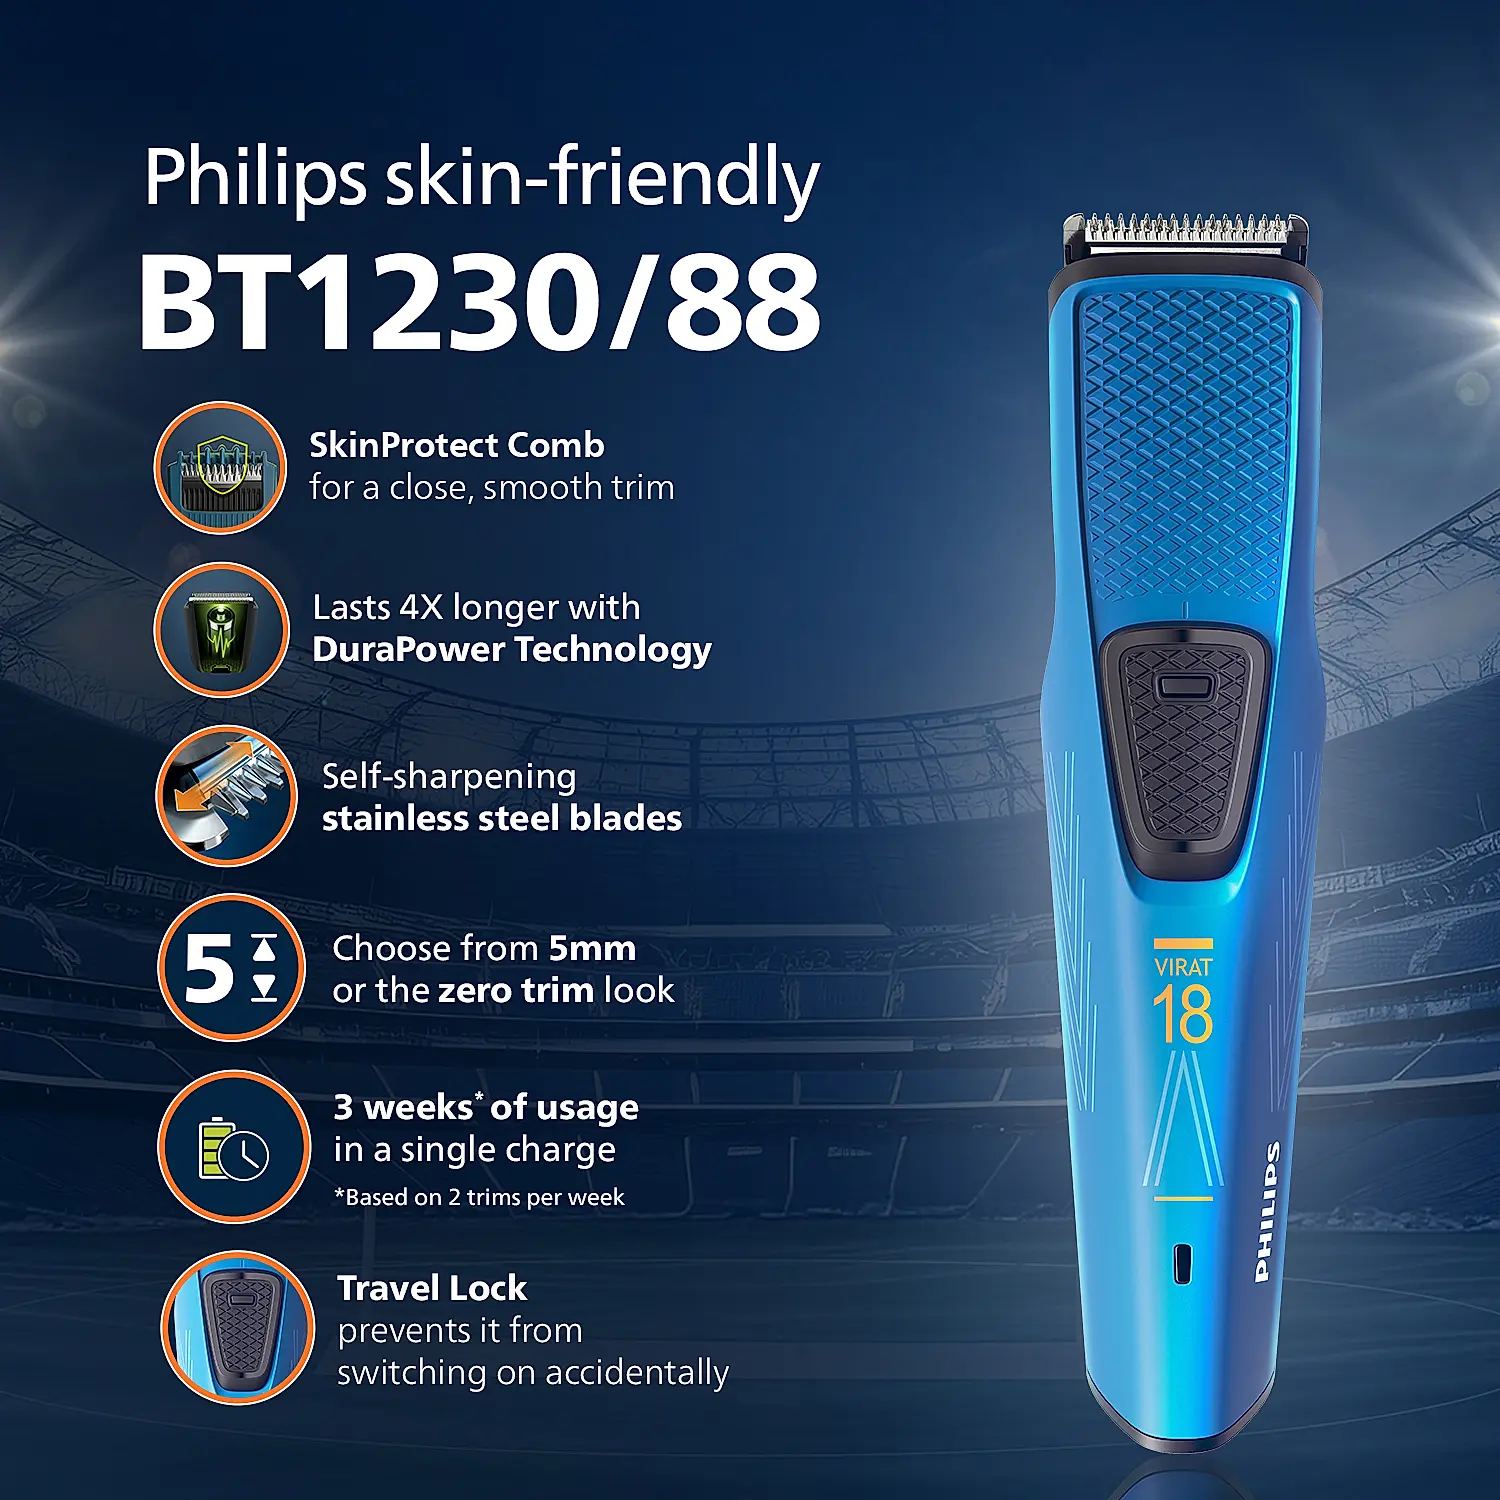 Philips skin-friendly
BT1230/88
SkinProtect Comb
for a close, smooth trim
Lasts 4X longer with
DuraPower Technology
Self-sharpening
stainless steel blades
5
Choose from 5mm
or the zero trim look
3 weeks* of usage
in a single charge
*Based on 2 trims per week
Travel Lock
prevents it from
switching on accidentally
VIRAT
18
PHILIPS